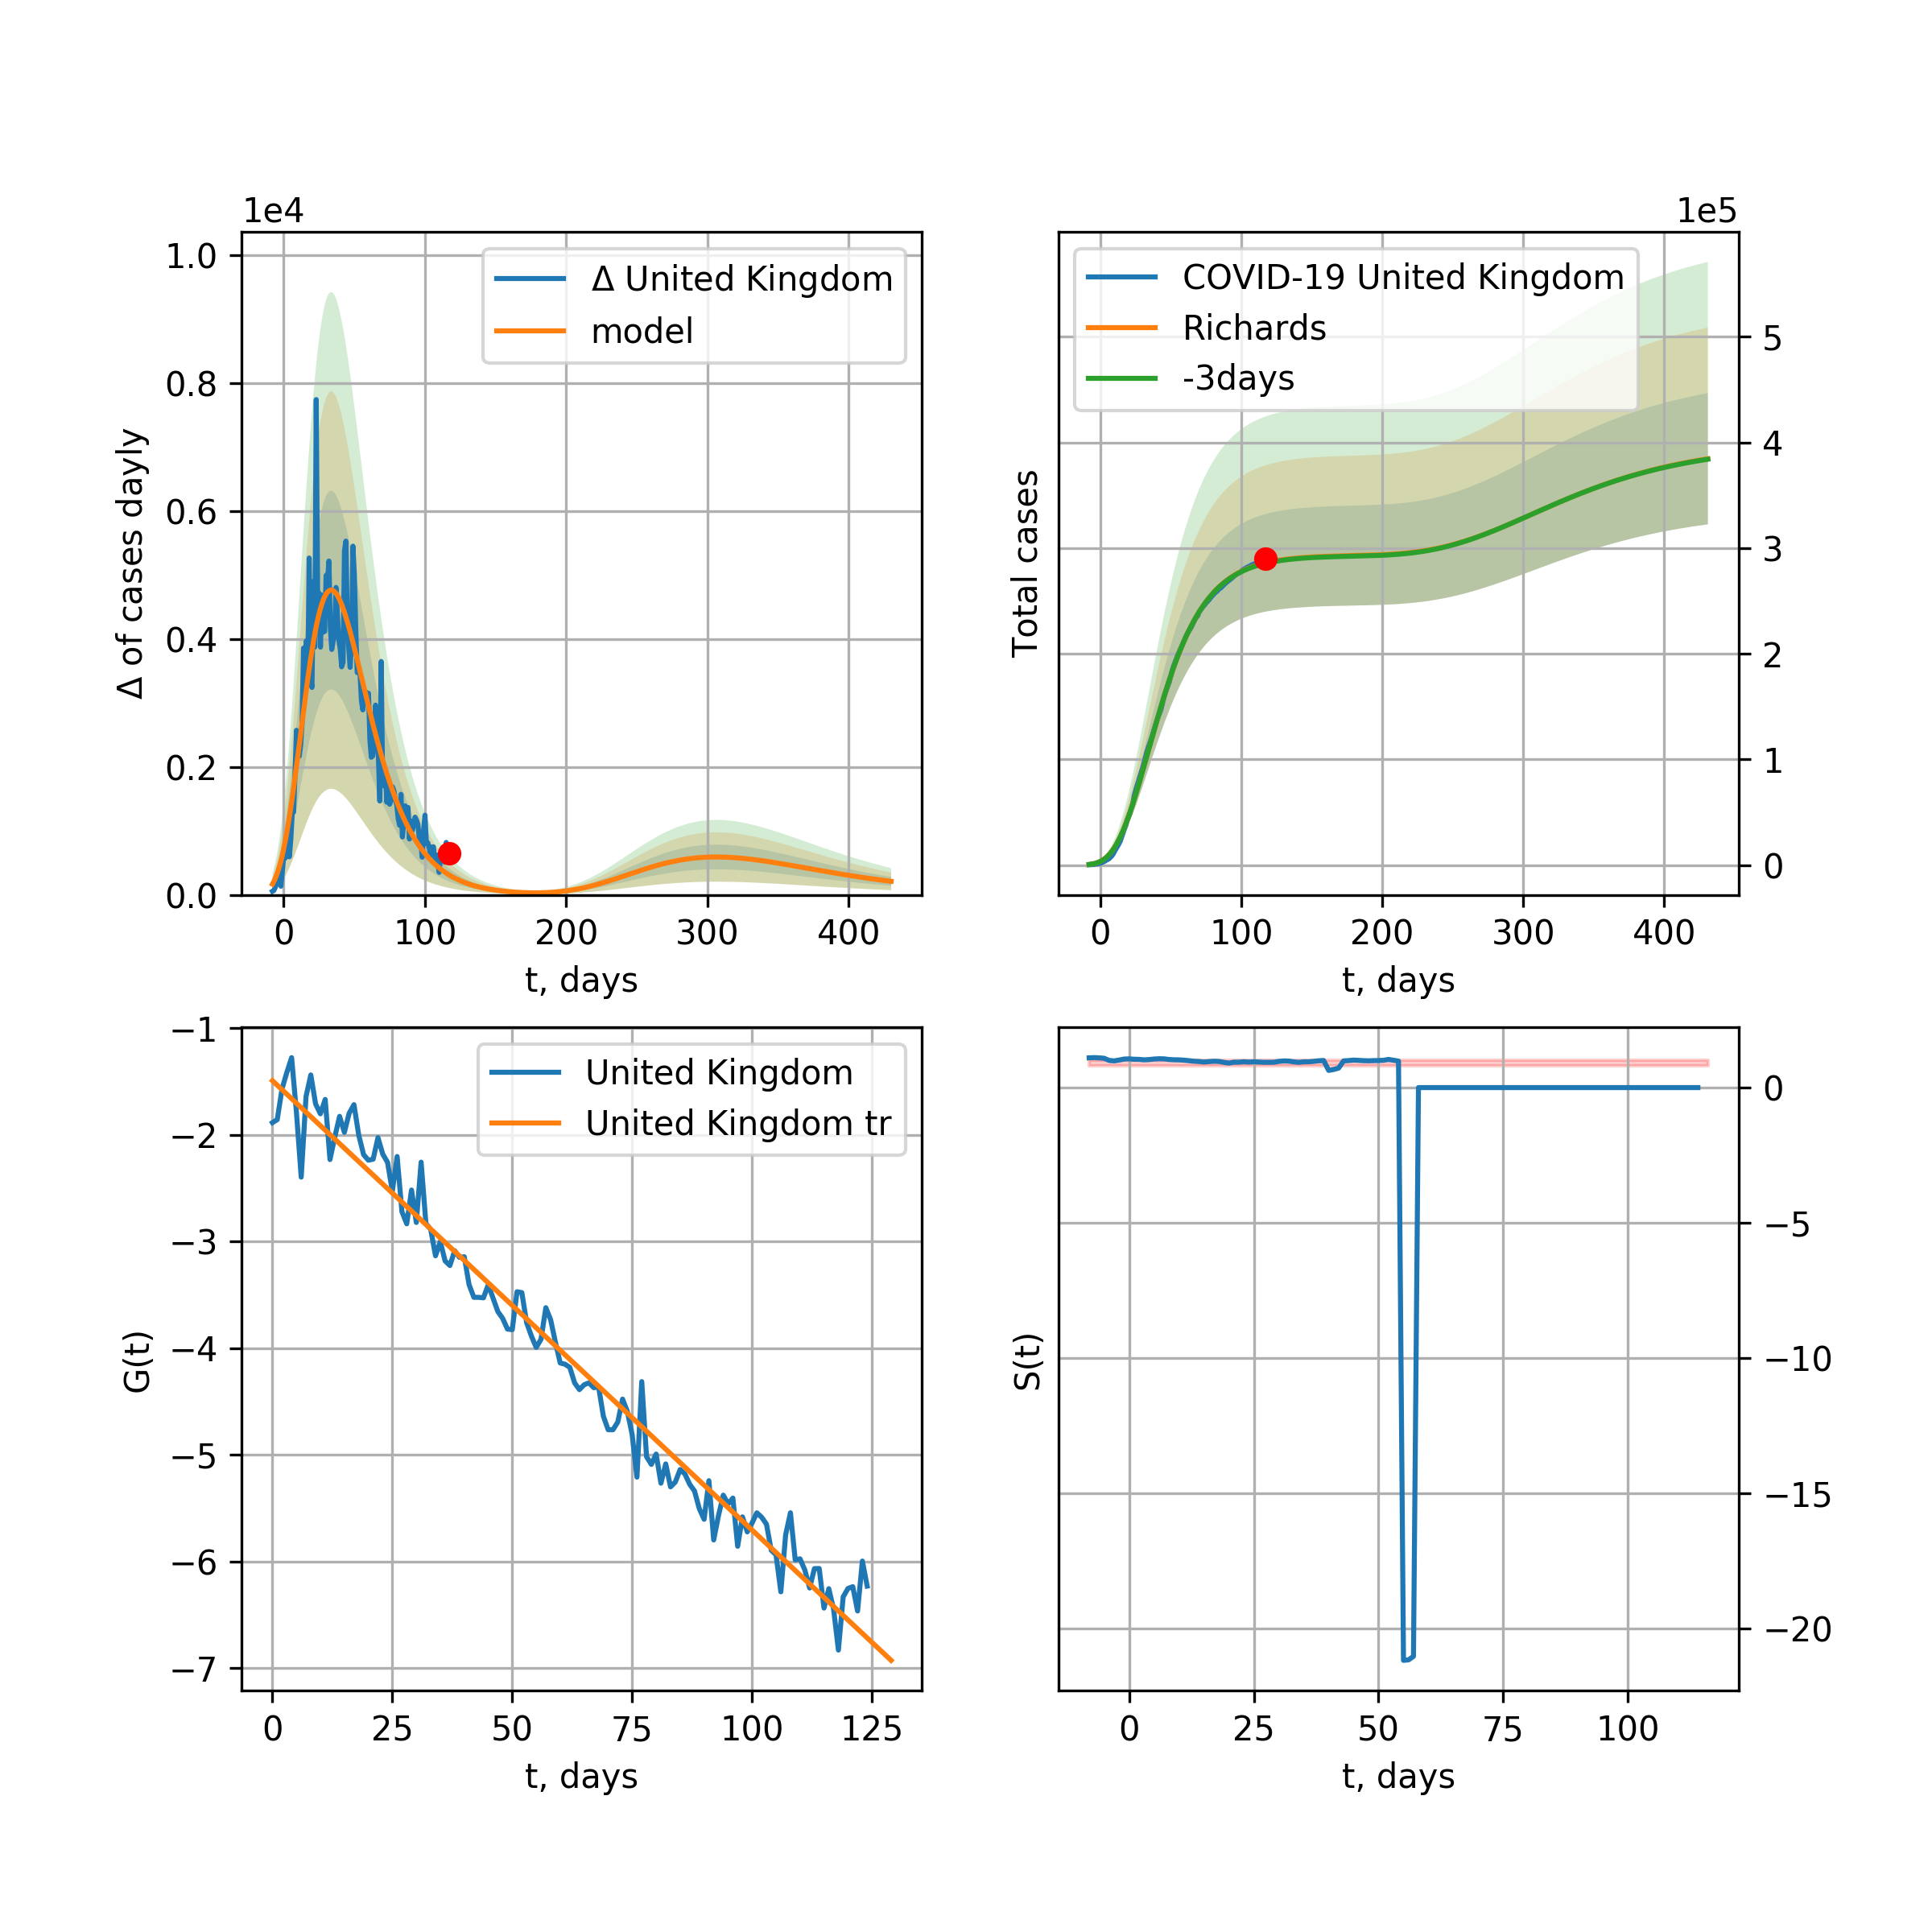 1e4
1.0
0.8
0.6
0.4
0.2
0.0
Δ of cases dayly
Δ United Kingdom
model
0 100 200 300 400
t, days
1e5
COVID-19 United Kingdom
Richards
-3days
Total cases
5
4
3
2
1
0
0 100 200 300 400
t, days
−1
−2
−3
−4
−5
−6
−7
G(t)
United Kingdom
United Kingdom tr
0 25 50 75 100 125
t, days
S(t)
0
−5
−10
−15
−20
0 25 50 75 100
t, days